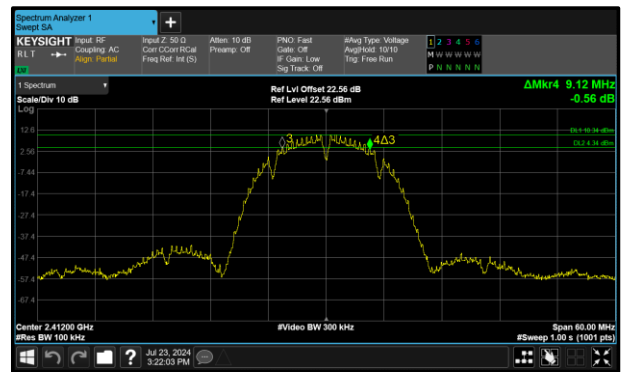 Spectrum Analyzer 1
Swept SA
+
KEYSIGHT
RLT
LW
Input: RF
Coupling: AC
Align: Partial
Input Z: 50 Ω
Corr CCorr RCal
Freq Ref: Int (S)
Atten: 10 dB
Preamp: Off
PNO: Fast
Gate: Off
IF Gain: Low
Sig Track: Off
#Avg Type: Voltage
Avg|Hold: 10/10
Trig: Free Run
1 2 3 4 5 6
M W W W W W
P N N N N N
1 Spectrum
Scale/Div 10 dB
Log
Ref Lvl Offset 22.56 dB
Ref Level 22.56 dBm
ΔMkr4 9.12 MHz
-0.56 dB
12.6
DL1 10.34 dBm
3
4Δ3
DL2 4.34 dBm
2.56
-7.44
-17.4
-27.4
-37.4
-47.4
-57.4
-67.4
Center 2.41200 GHz
#Video BW 300 kHz
Span 60.00 MHz
#Res BW 100 kHz
#Sweep 1.00 s (1001 pts)
?
Jul 23, 2024
3:22:03 PM